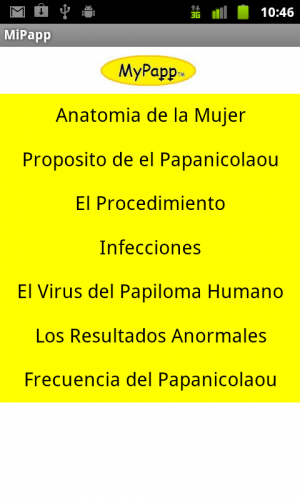 3G
10:46
MiPapp
MyPapp™
Anatomia de la Mujer
Proposito de el Papanicolaou
El Procedimiento
Infecciones
El Virus del Papiloma Humano
Los Resultados Anormales
Frecuencia del Papanicolaou